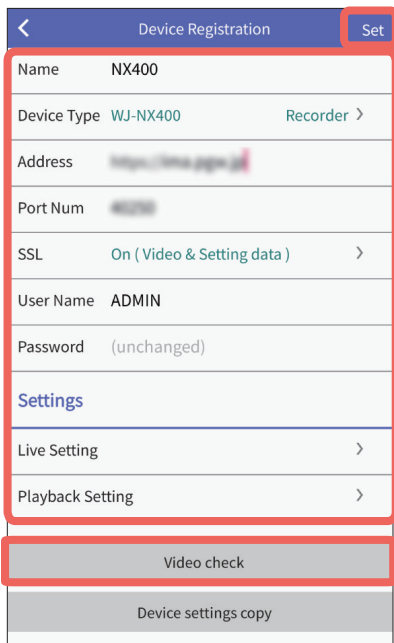 Device Registration Set
Name NX400
Device Type WJ-NX400 Recorder
Address
Port Num
SSL On ( Video & Setting data )
User Name ADMIN
Password (unchanged)
Settings
Live Setting
Playback Setting
Video check
Device settings copy